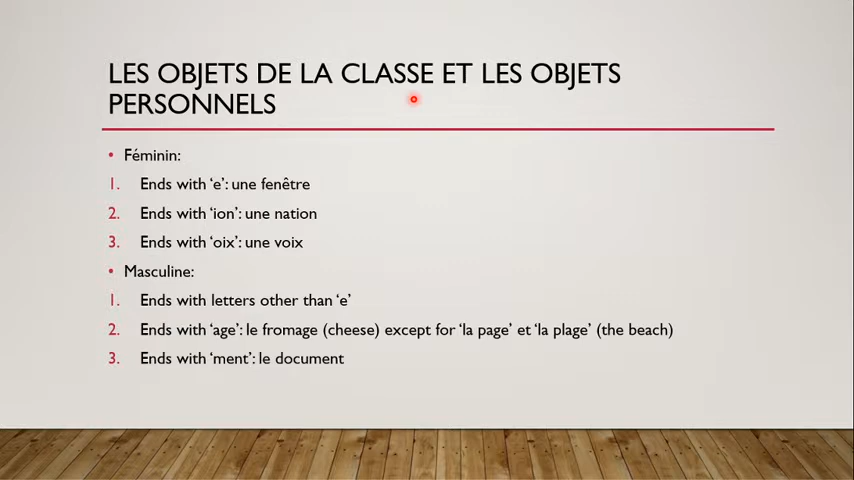 LES OBJETS DE LA CLASSE ET LES OBJETS
PERSONNELS
• Féminin:
1. Ends with ‘e’: une fenêtre
2. Ends with ‘ion’: une nation
3. Ends with ‘oix’: une voix
• Masculine:
1. Ends with letters other than ‘e’
2. Ends with ‘age’: le fromage (cheese) except for ‘la page’ et ‘la plage’ (the beach)
3. Ends with ‘ment’: le document